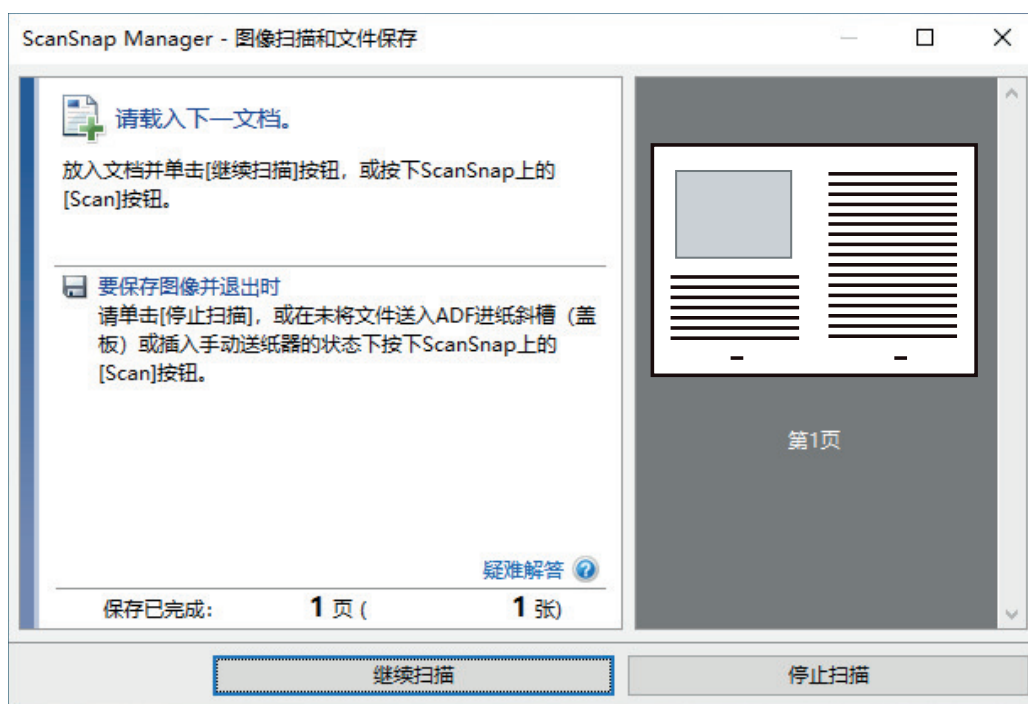 ScanSnap Manager - 图像扫描和文件保存
请载入下一文档。
放入文档并单击[继续扫描]按钮，或按下ScanSnap上的
[Scan]按钮。
要保存图像并退出时
请单击[停止扫描]，或在未将文件送入ADF进纸斜槽（盖
板）或插入手动送纸器的状态下按下ScanSnap上的
[Scan]按钮。
疑难解答
保存已完成： 1 页 ( 1 张)
第1页
继续扫描 停止扫描